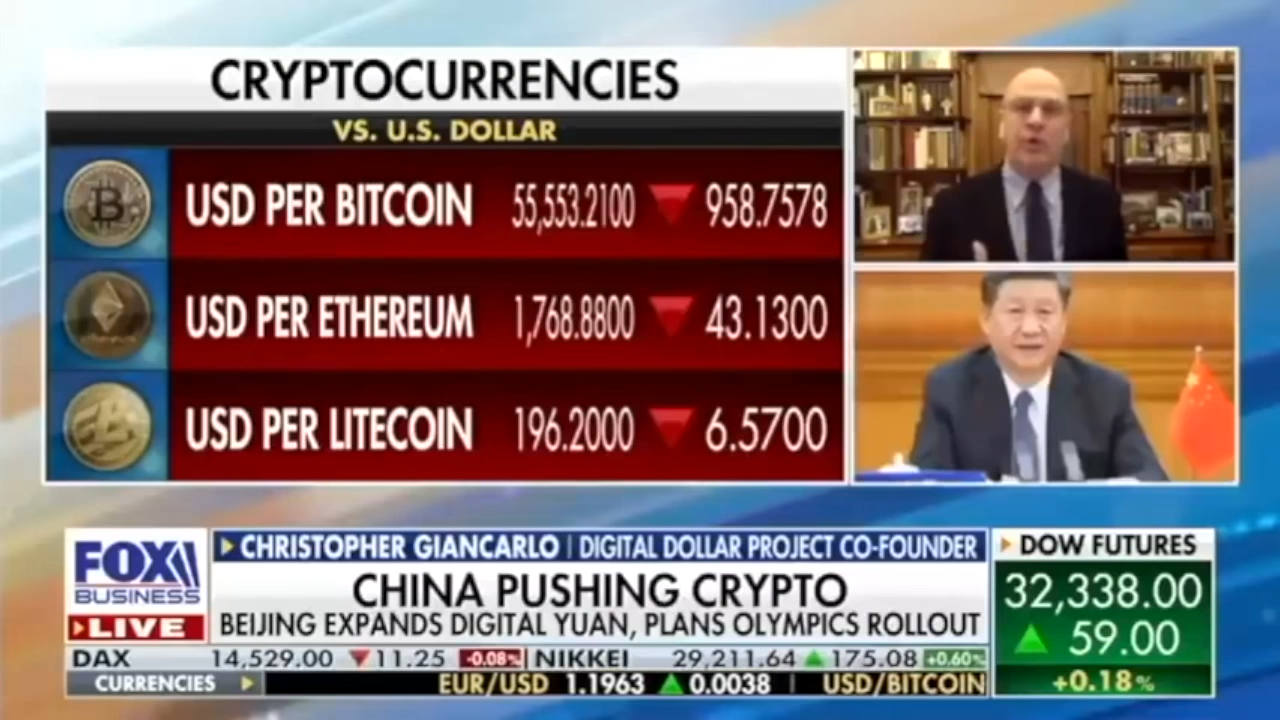 CRYPTOCURRENCIES
VS. U.S. DOLLAR
USD PER BITCOIN 55,553.2100 958.7578
USD PER ETHEREUM 1,768.8800 43.1300
USD PER LITECOIN 196.2000 6.5700
FOX BUSINESS
LIVE
CHRISTOPHER GIANCARLO | DIGITAL DOLLAR PROJECT CO-FOUNDER
CHINA PUSHING CRYPTO
BEIJING EXPANDS DIGITAL YUAN, PLANS OLYMPICS ROLLOUT
DOW FUTURES
32,338.00
59.00
+0.18%
DAX 14,529.00 11.25 -0.08% NIKKEI 29,211.64 175.08 +0.60%
CURRENCIES EUR/USD 1.1963 0.0038 | USD/BITCOIN